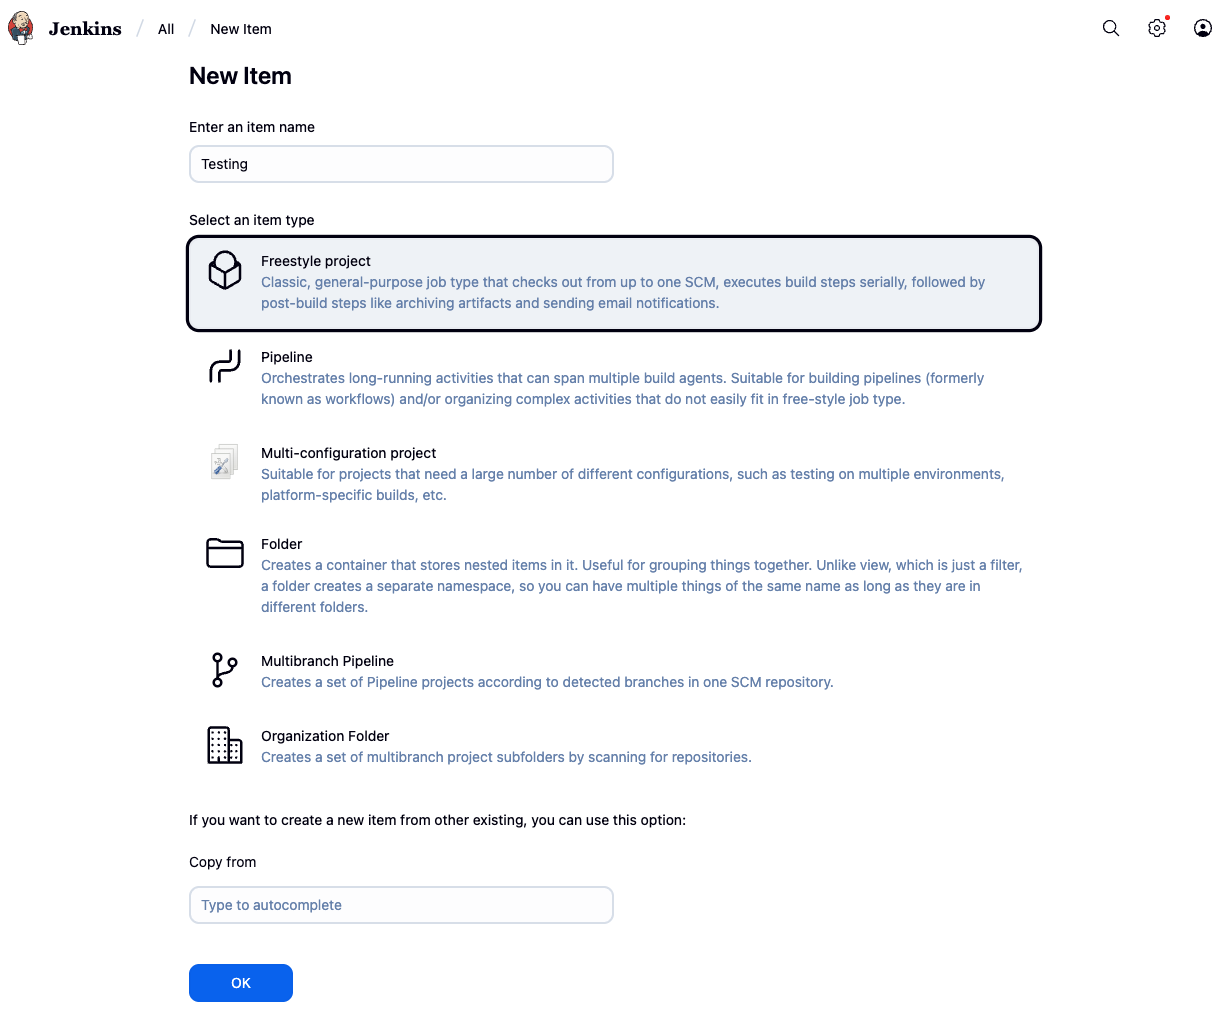 Jenkins / All / New Item
New Item
Enter an item name
Testing
Select an item type
Freestyle project
Classic, general-purpose job type that checks out from up to one SCM, executes build steps serially, followed by
post-build steps like archiving artifacts and sending email notifications.
Pipeline
Orchestrates long-running activities that can span multiple build agents. Suitable for building pipelines (formerly
known as workflows) and/or organizing complex activities that do not easily fit in free-style job type.
Multi-configuration project
Suitable for projects that need a large number of different configurations, such as testing on multiple environments,
platform-specific builds, etc.
Folder
Creates a container that stores nested items in it. Useful for grouping things together. Unlike view, which is just a filter,
a folder creates a separate namespace, so you can have multiple things of the same name as long as they are in
different folders.
Multibranch Pipeline
Creates a set of Pipeline projects according to detected branches in one SCM repository.
Organization Folder
Creates a set of multibranch project subfolders by scanning for repositories.
If you want to create a new item from other existing, you can use this option:
Copy from
Type to autocomplete
OK